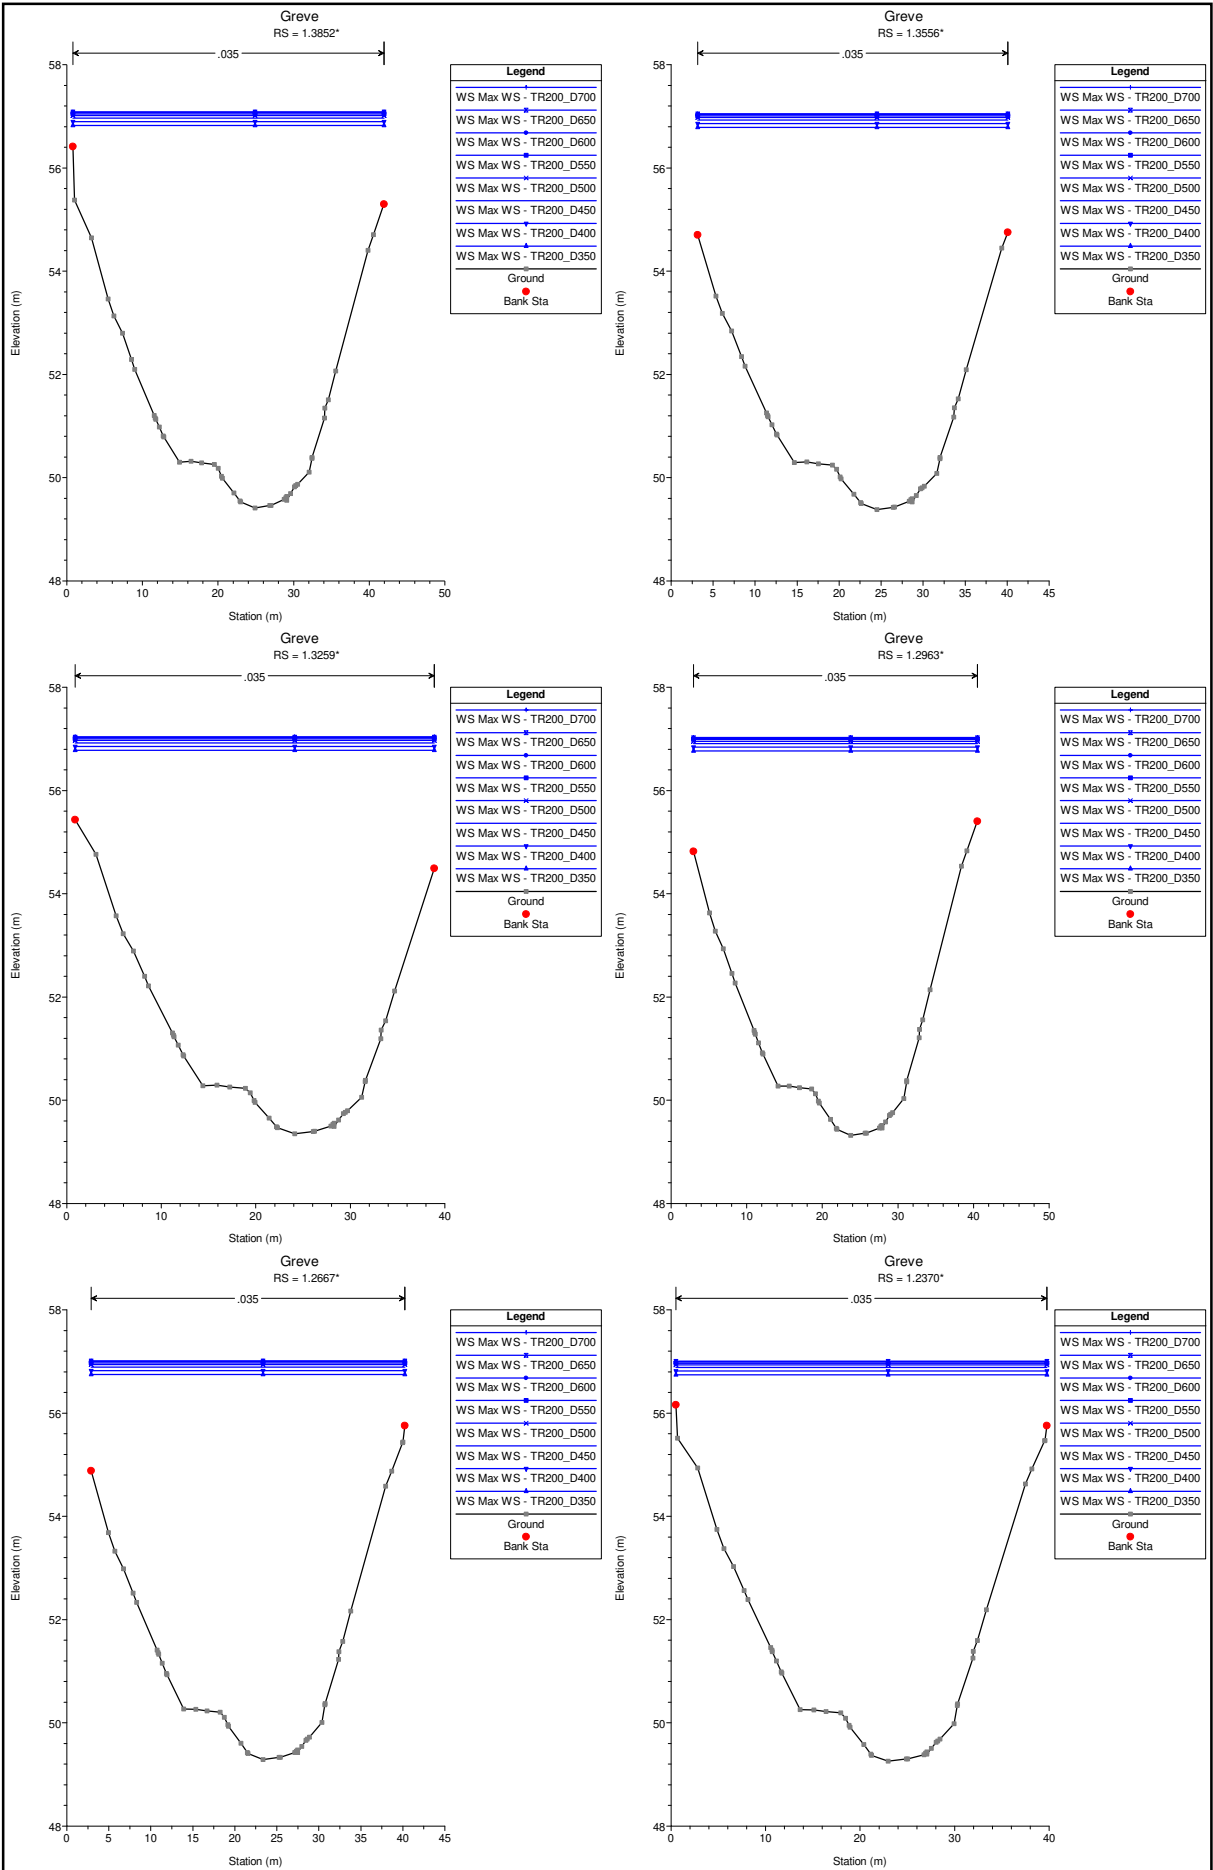 Greve
RS = 1.3852*
.035
58
56
54
52
50
48
Elevation (m)
0 10 20 30 40 50
Station (m)
Legend
WS Max WS - TR200_D700
WS Max WS - TR200_D650
WS Max WS - TR200_D600
WS Max WS - TR200_D550
WS Max WS - TR200_D500
WS Max WS - TR200_D450
WS Max WS - TR200_D400
WS Max WS - TR200_D350
Ground
Bank Sta
Greve
RS = 1.3556*
.035
58
56
54
52
50
48
Elevation (m)
0 5 10 15 20 25 30 35 40 45
Station (m)
Legend
WS Max WS - TR200_D700
WS Max WS - TR200_D650
WS Max WS - TR200_D600
WS Max WS - TR200_D550
WS Max WS - TR200_D500
WS Max WS - TR200_D450
WS Max WS - TR200_D400
WS Max WS - TR200_D350
Ground
Bank Sta
Greve
RS = 1.3259*
.035
58
56
54
52
50
48
Elevation (m)
0 10 20 30 40
Station (m)
Legend
WS Max WS - TR200_D700
WS Max WS - TR200_D650
WS Max WS - TR200_D600
WS Max WS - TR200_D550
WS Max WS - TR200_D500
WS Max WS - TR200_D450
WS Max WS - TR200_D400
WS Max WS - TR200_D350
Ground
Bank Sta
Greve
RS = 1.2963*
.035
58
56
54
52
50
48
Elevation (m)
0 10 20 30 40 50
Station (m)
Legend
WS Max WS - TR200_D700
WS Max WS - TR200_D650
WS Max WS - TR200_D600
WS Max WS - TR200_D550
WS Max WS - TR200_D500
WS Max WS - TR200_D450
WS Max WS - TR200_D400
WS Max WS - TR200_D350
Ground
Bank Sta
Greve
RS = 1.2667*
.035
58
56
54
52
50
48
Elevation (m)
0 5 10 15 20 25 30 35 40 45
Station (m)
Legend
WS Max WS - TR200_D700
WS Max WS - TR200_D650
WS Max WS - TR200_D600
WS Max WS - TR200_D550
WS Max WS - TR200_D500
WS Max WS - TR200_D450
WS Max WS - TR200_D400
WS Max WS - TR200_D350
Ground
Bank Sta
Greve
RS = 1.2370*
.035
58
56
54
52
50
48
Elevation (m)
0 10 20 30 40
Station (m)
Legend
WS Max WS - TR200_D700
WS Max WS - TR200_D650
WS Max WS - TR200_D600
WS Max WS - TR200_D550
WS Max WS - TR200_D500
WS Max WS - TR200_D450
WS Max WS - TR200_D400
WS Max WS - TR200_D350
Ground
Bank Sta